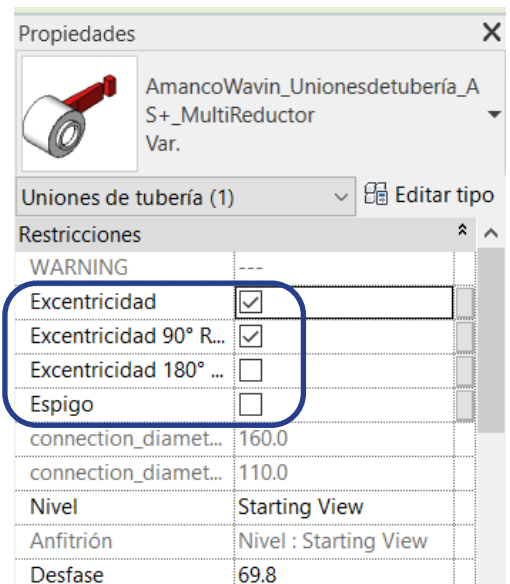 Propiedades
AmancoWavin_Unionesdetubería_A
S+_MultiReductor
Var.
Uniones de tubería (1)
Editar tipo
Restricciones
WARNING ---
Excentricidad
Excentricidad 90° R...
Excentricidad 180° ...
Espigo
connection_diamet... 160.0
connection_diamet... 110.0
Nivel Starting View
Anfitrión Nivel : Starting View
Desfase 69.8